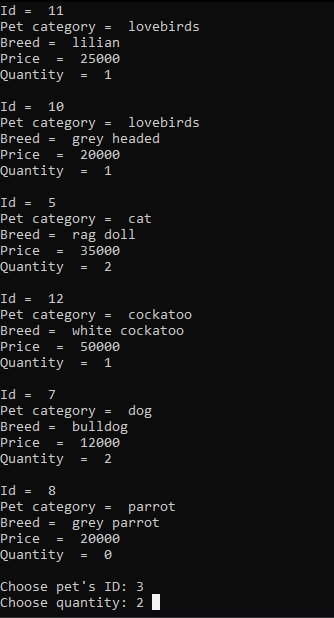 Id =  11
Pet category =  lovebirds
Breed =  lilian
Price  =  25000
Quantity  =  1

Id =  10
Pet category =  lovebirds
Breed =  grey headed
Price  =  20000
Quantity  =  1

Id =  5
Pet category =  cat
Breed =  rag doll
Price  =  35000
Quantity  =  2

Id =  12
Pet category =  cockatoo
Breed =  white cockatoo
Price  =  50000
Quantity  =  1

Id =  7
Pet category =  dog
Breed =  bulldog
Price  =  12000
Quantity  =  2

Id =  8
Pet category =  parrot
Breed =  grey parrot
Price  =  20000
Quantity  =  0

Choose pet's ID: 3
Choose quantity: 2